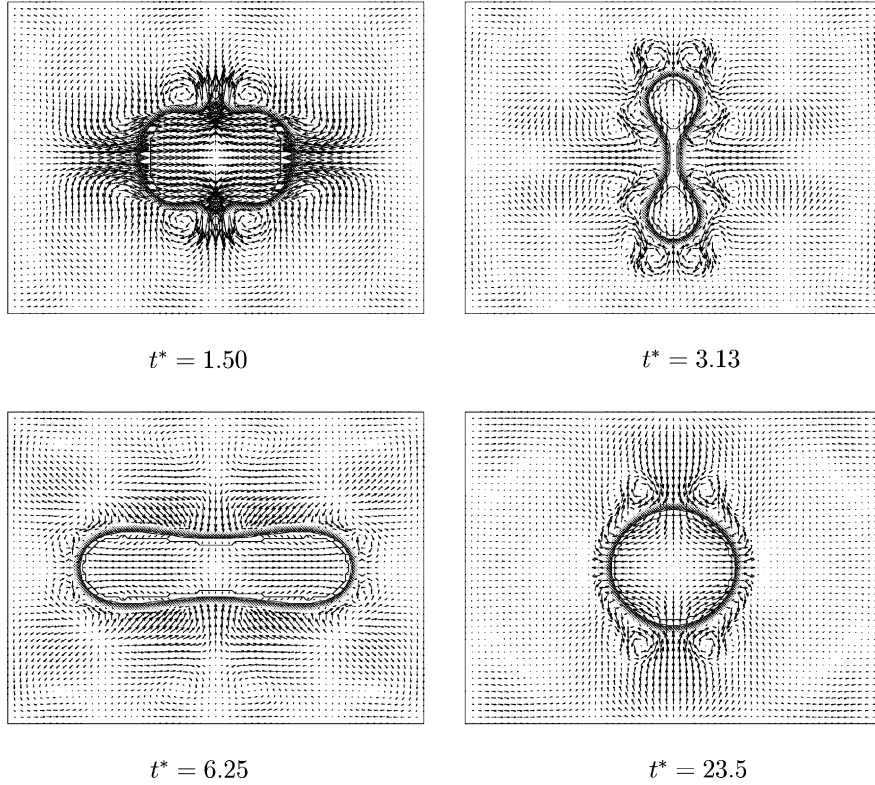 t* = 1.50
t* = 3.13
t* = 6.25
t* = 23.5